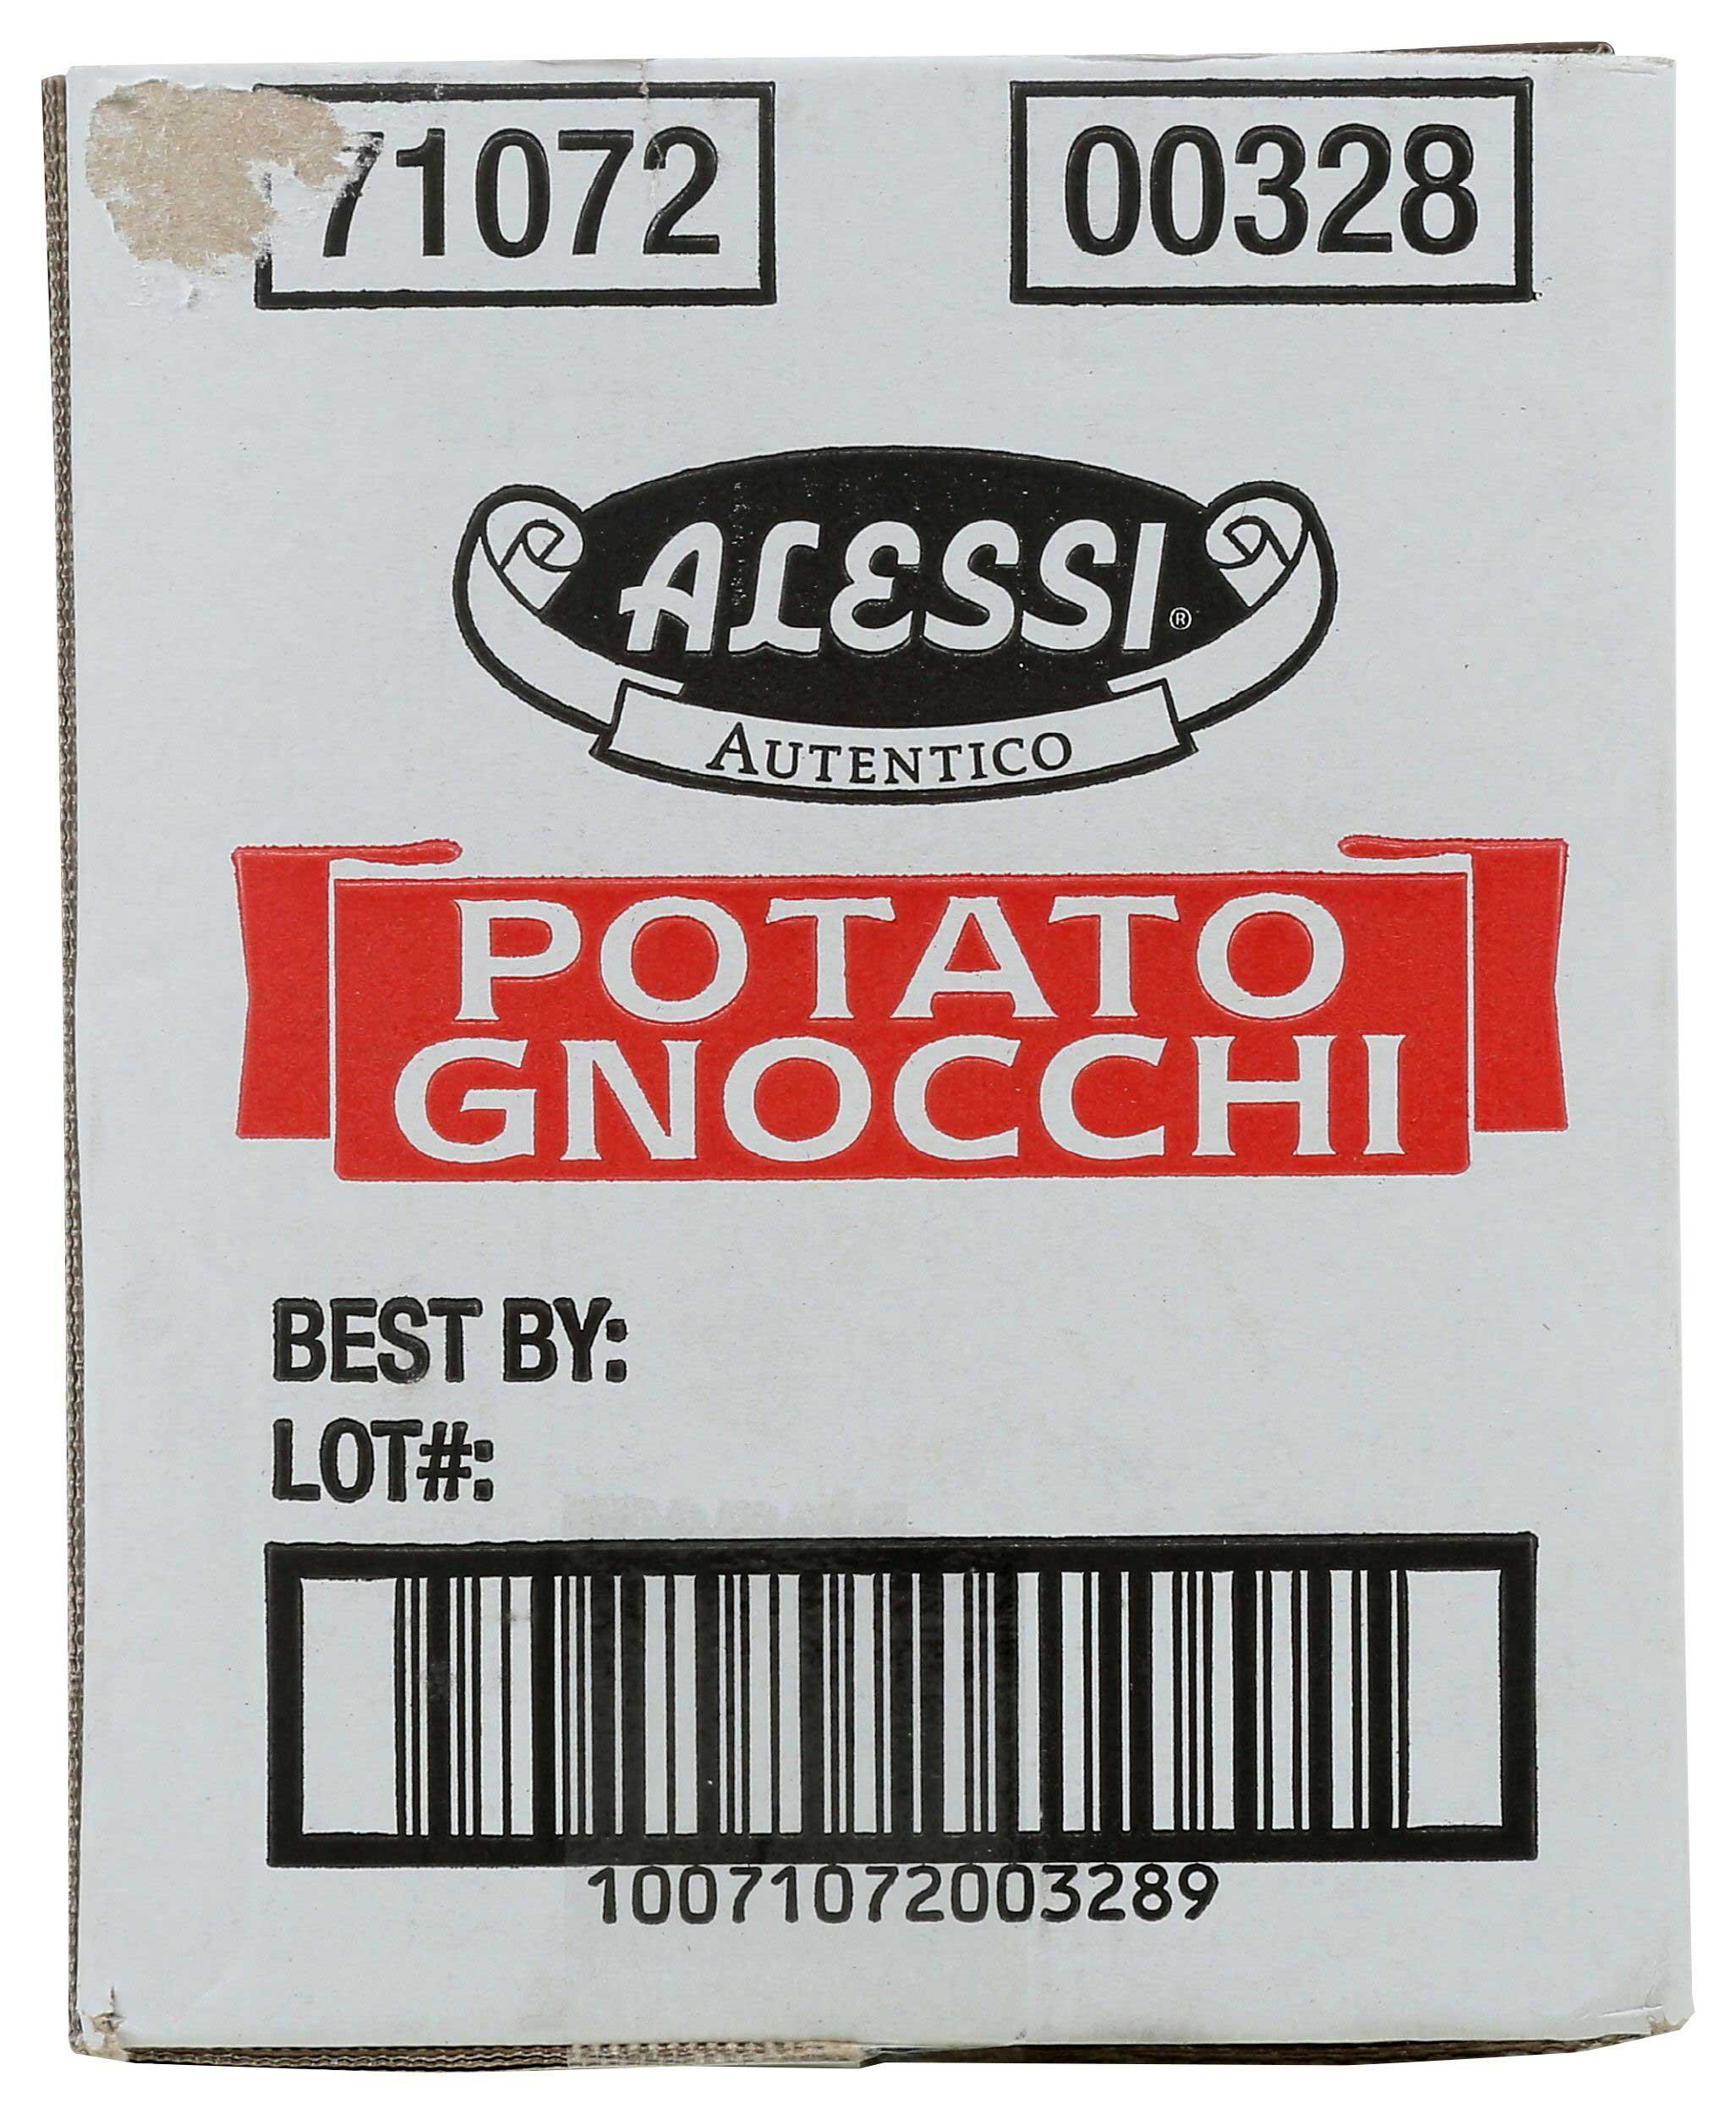 71072 00328
ALESSI®
AUTENTICO
POTATO
GNOCCHI
BEST BY:
LOT#:
10071072003289